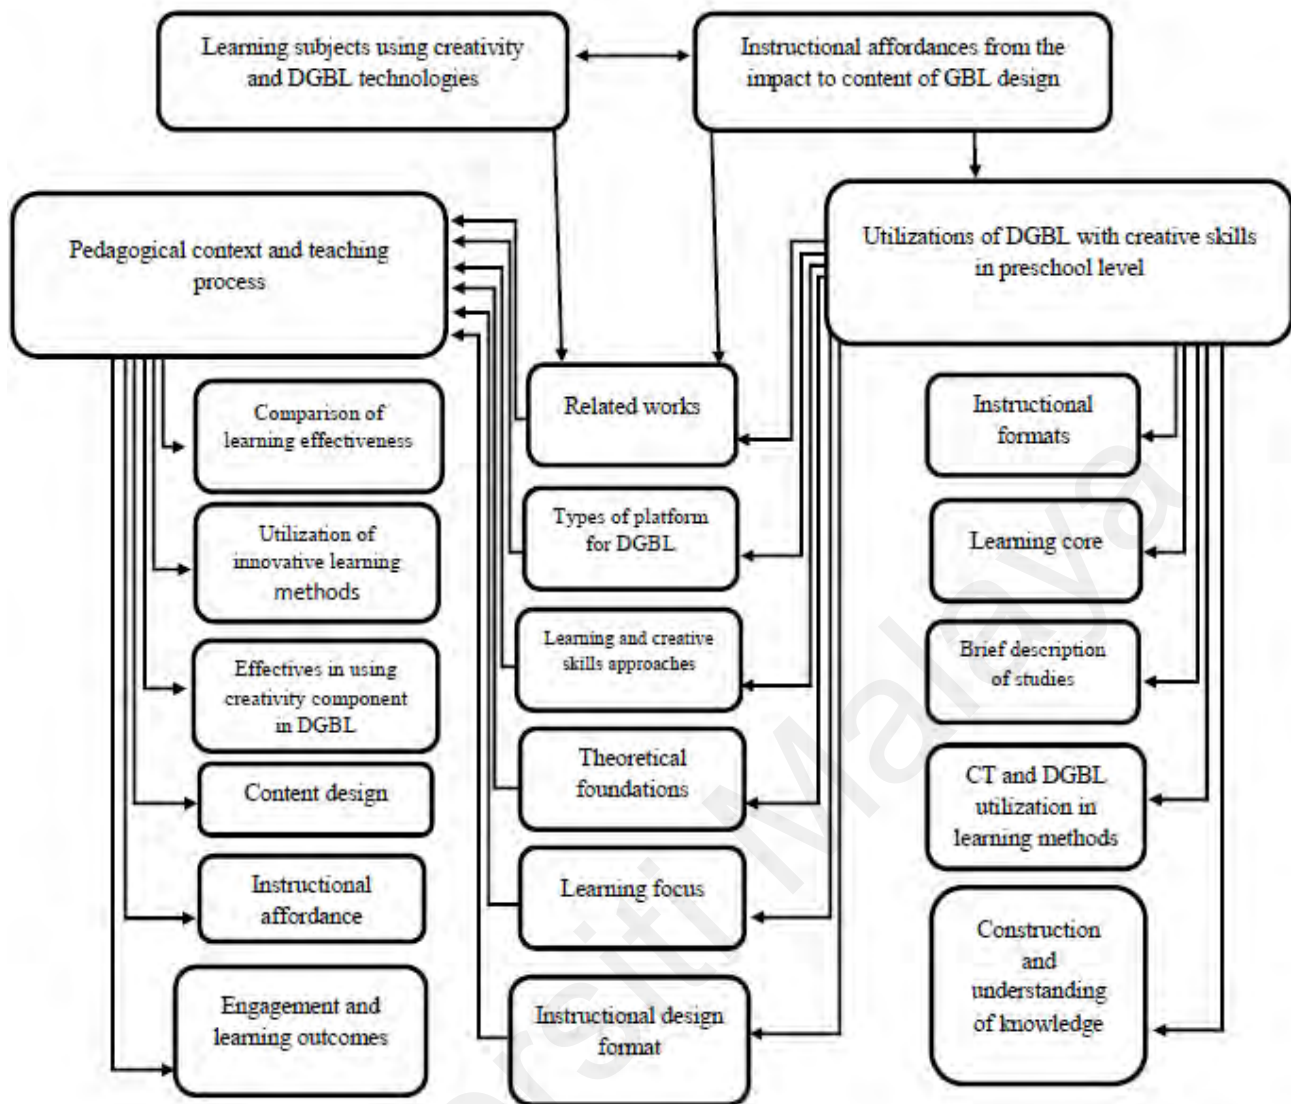 Learning subjects using creativity
and DGBL technologies
Instructional affordances from the
impact to content of GBL design
Pedagogical context and teaching
process
Utilizations of DGBL with creative skills
in preschool level
Comparison of
learning effectiveness
Utilization of
innovative learning
methods
Effectives in using
creativity component
in DGBL
Content design
Instructional
affordance
Engagement and
learning outcomes
Related works
Types of platform
for DGBL
Learning and creative
skills approaches
Theoretical
foundations
Learning focus
Instructional design
format
Instructional
formats
Learning core
Brief description
of studies
CT and DGBL
utilization in
learning methods
Construction
and
understanding
of knowledge
ersiti Malaya